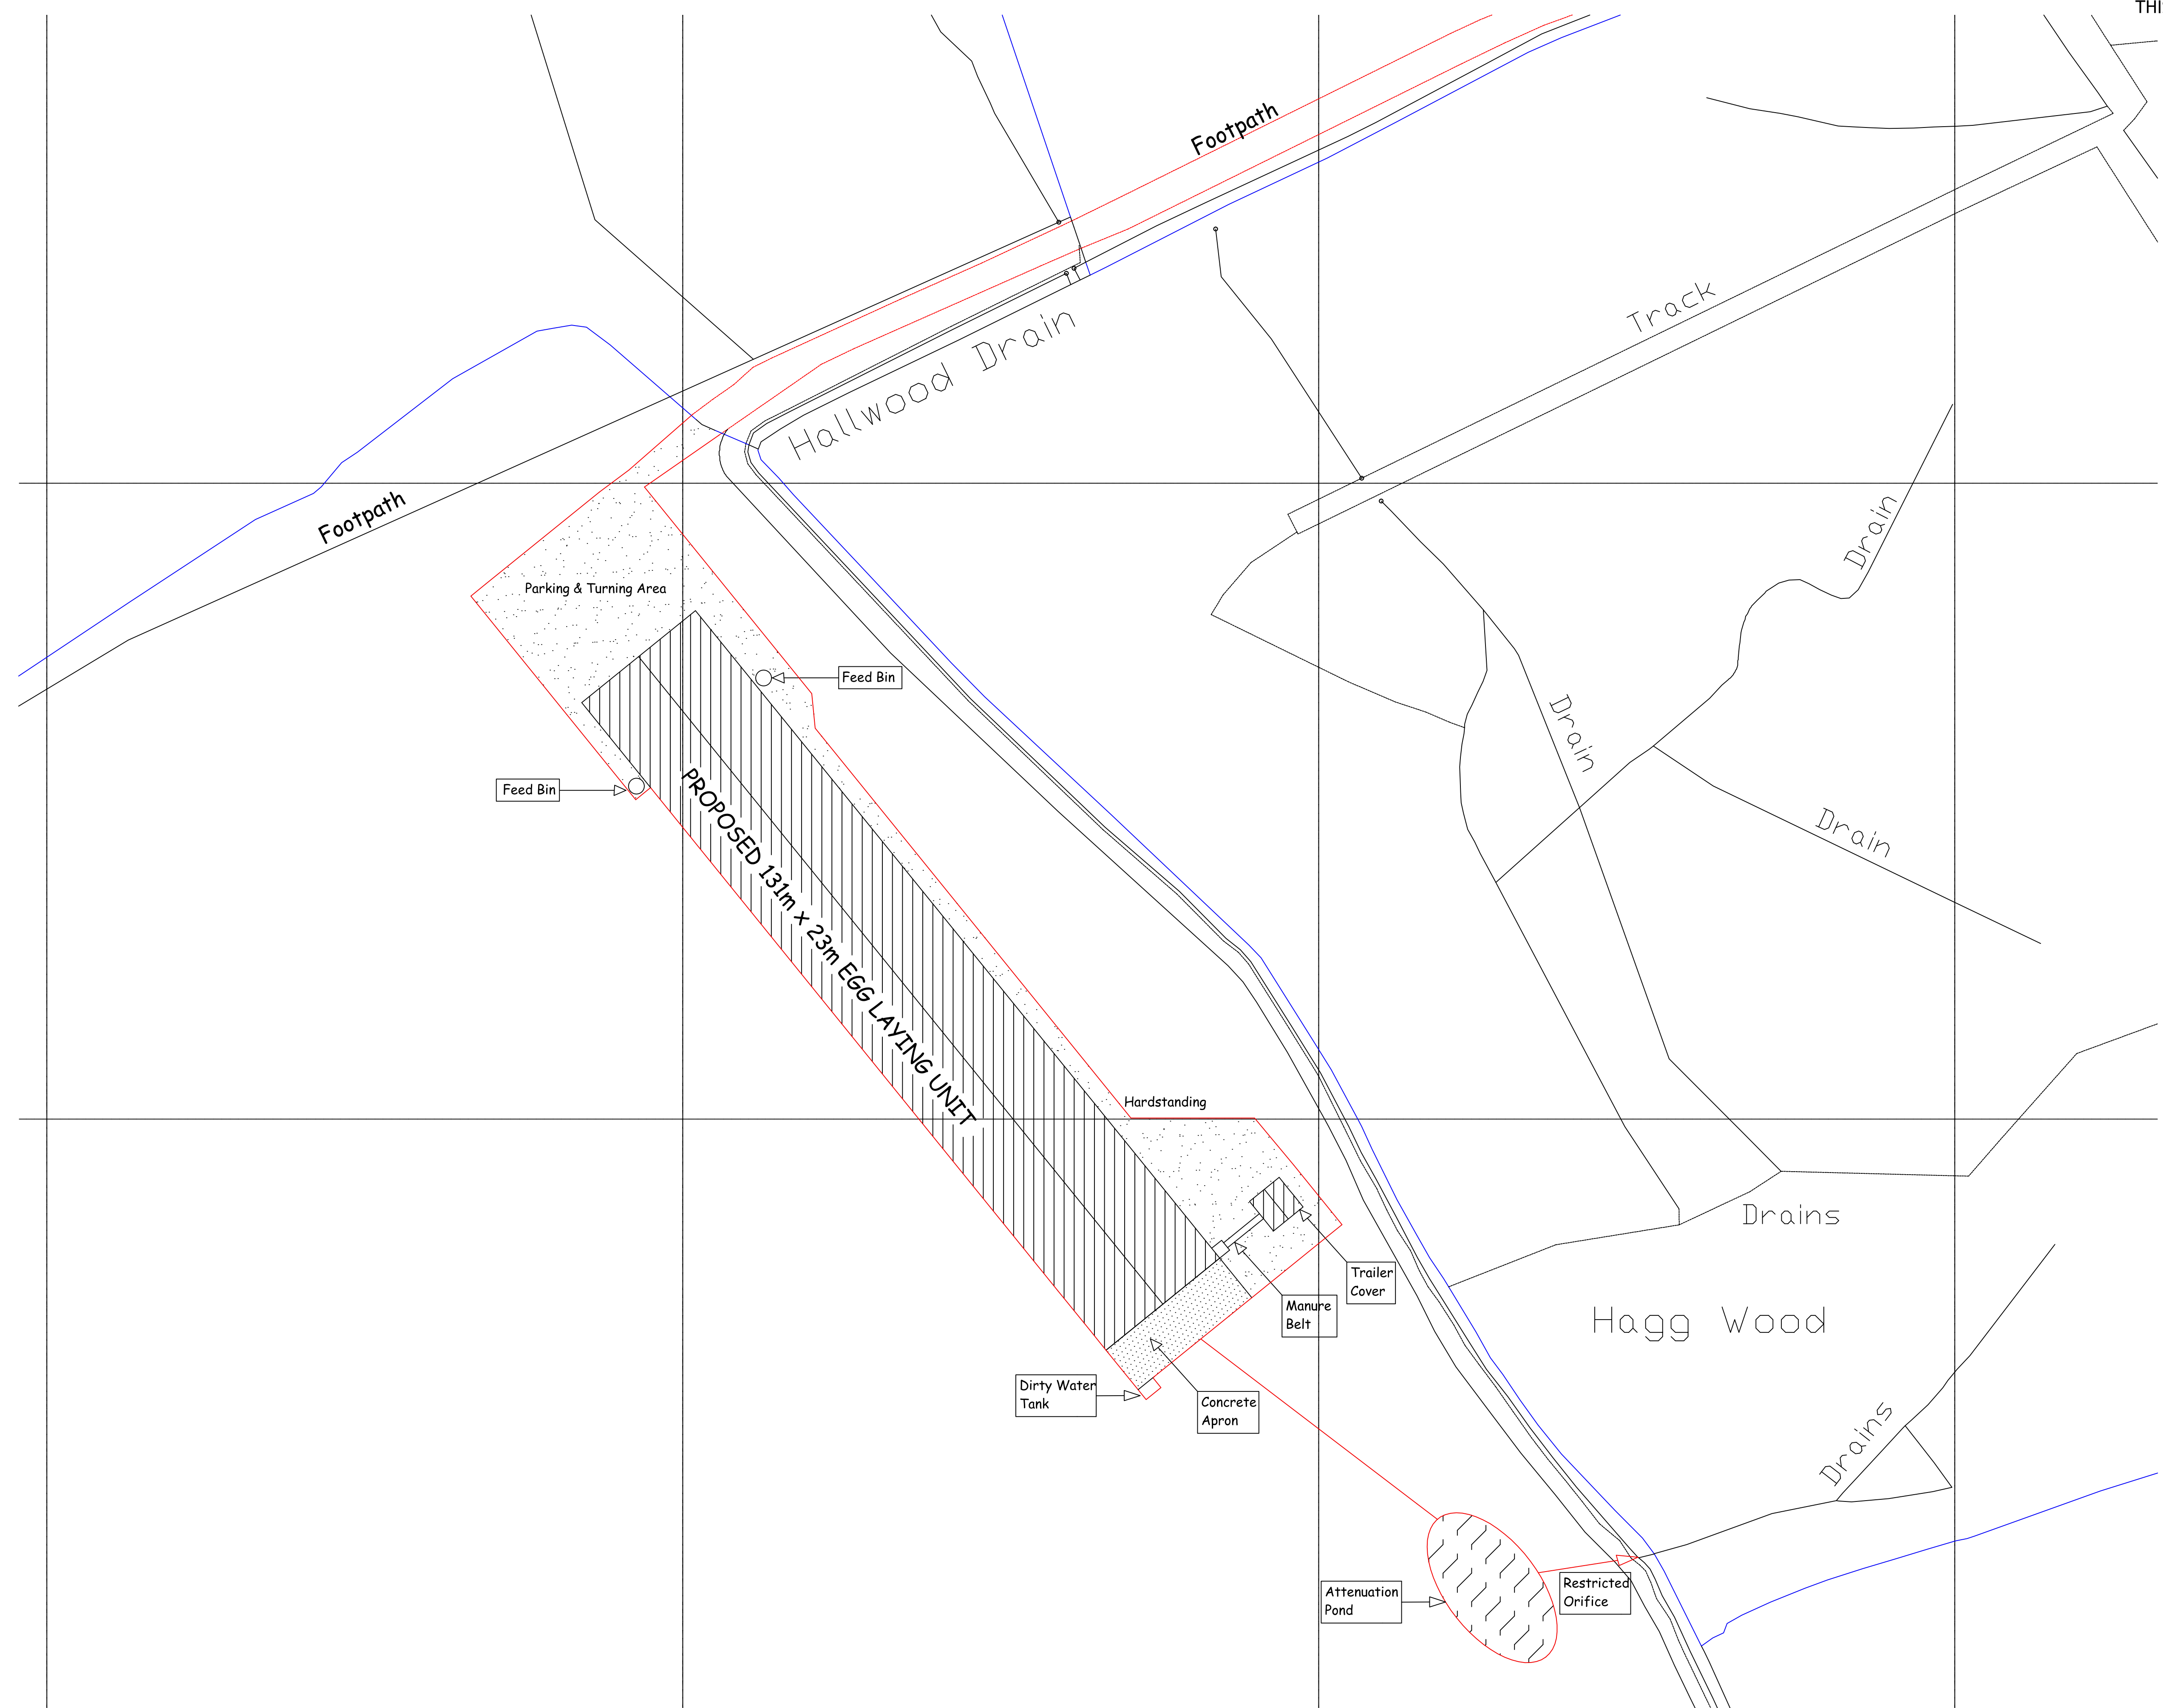 THI
Footpath
Track
Hallwood Drain
Footpath
Drain
Parking & Turning Area
Feed Bin
Drain
Feed Bin
Drain
PROPOSED 131m x 23m EGG LAYING UNIT
Hardstanding
Drains
Trailer
Cover
Manure
Belt
Hagg Wood
Dirty Water
Tank
Concrete
Apron
Drains
Attenuation
Pond
Restricted
Orifice